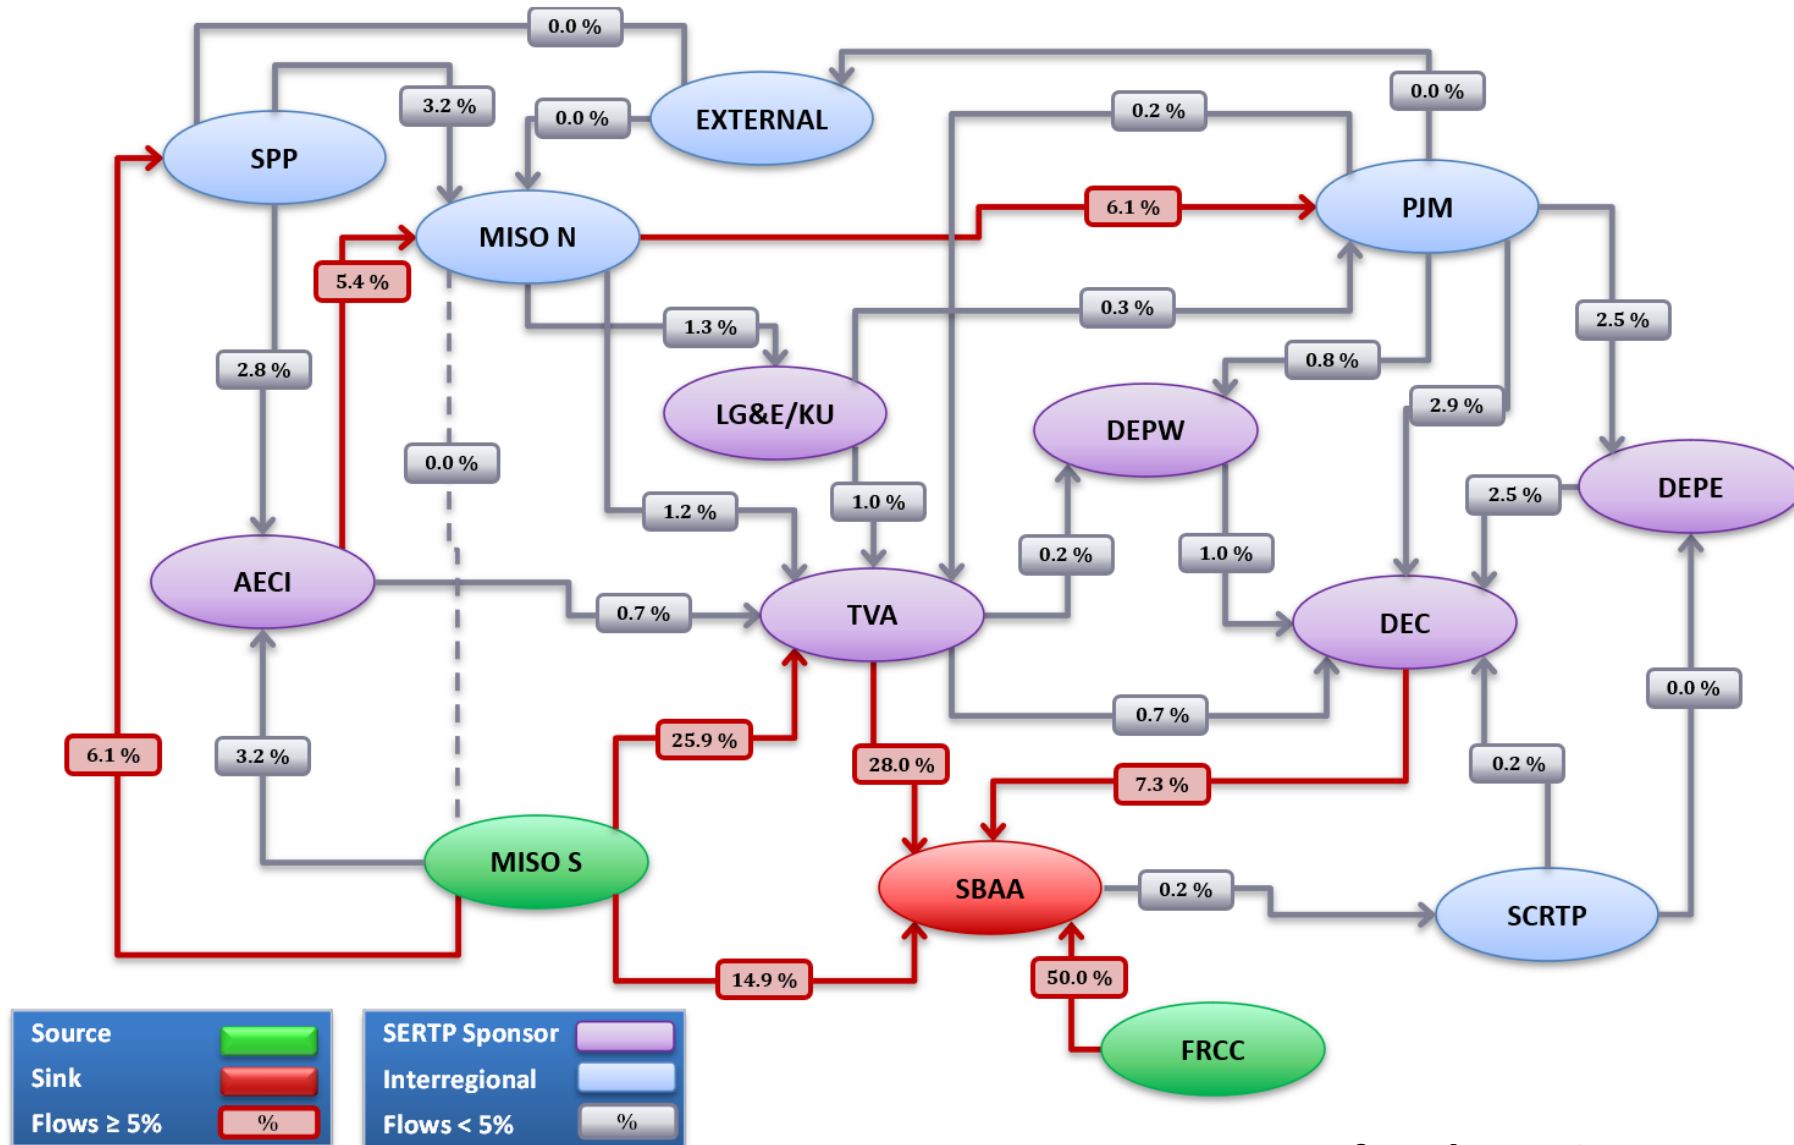 0.0 %
3.2 %
0.0 %
EXTERNAL
0.2 %
0.0 %
SPP
PJM
6.1 %
MISO N
5.4 %
1.3 %
0.3 %
2.5 %
2.8 %
0.8 %
2.9 %
LG&E/KU
DEPW
0.0 %
DEPE
1.2 %
1.0 %
2.5 %
0.2 %
1.0 %
AECI
0.7 %
TVA
DEC
0.0 %
0.7 %
25.9 %
6.1 %
3.2 %
28.0 %
0.2 %
7.3 %
MISO S
SBAA
0.2 %
SCRTP
14.9 %
50.0 %
FRCC
Source
Sink
Flows ≥ 5% %
SERTP Sponsor
Interregional
Flows < 5% %